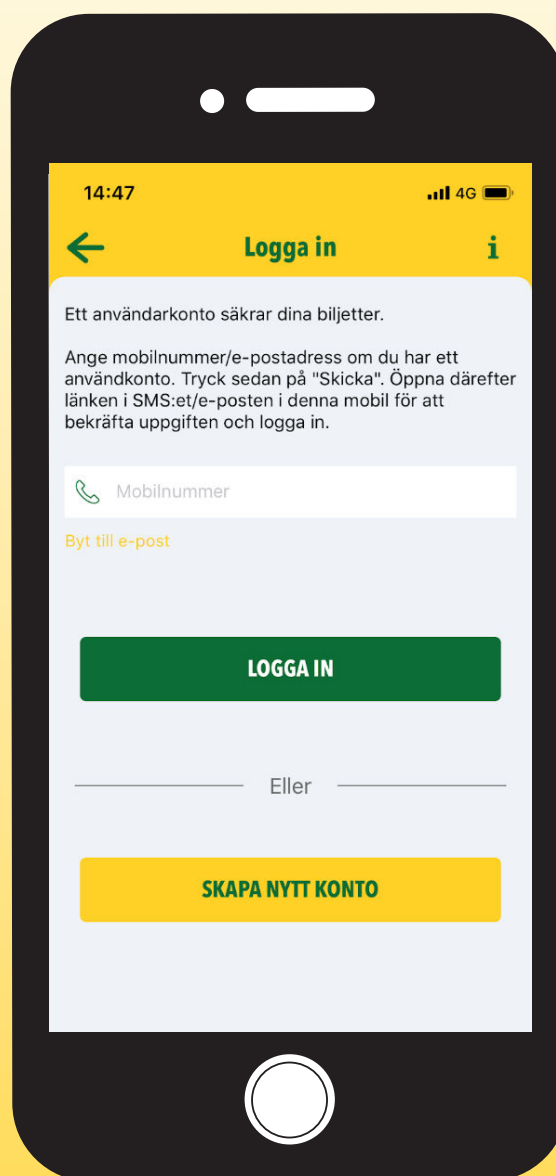 14:47
4G
Logga in
i
Ett användarkonto säkrar dina biljetter.
Ange mobilnummer/e-postadress om du har ett
användkonto. Tryck sedan på "Skicka". Öppna därefter
länken i SMS:et/e-posten i denna mobil för att
bekräfta uppgiften och logga in.
Mobilnummer
Byt till e-post
LOGGA IN
Eller
SKAPA NYTT KONTO